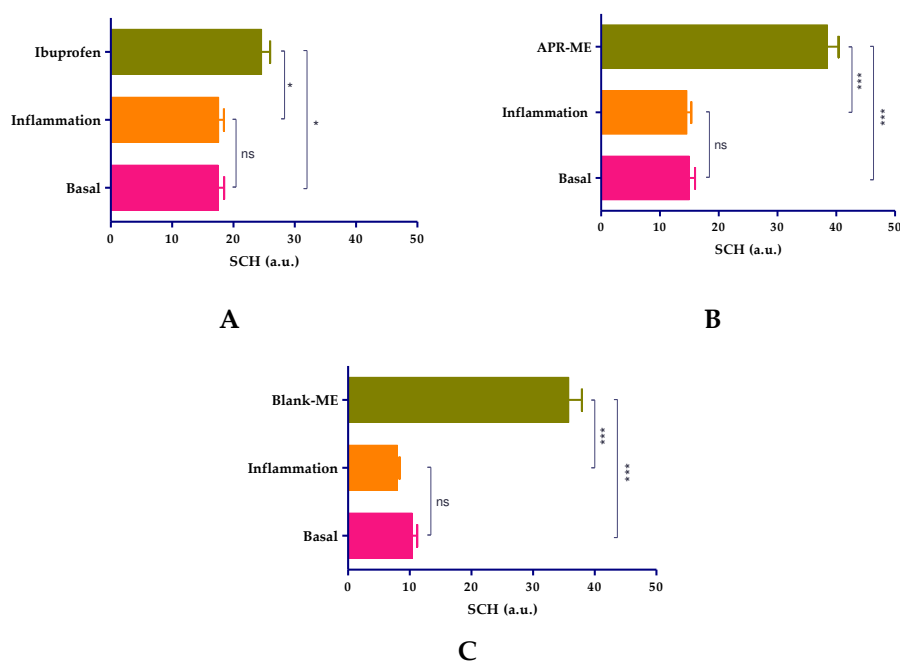 Ibuprofen
Inflammation
Basal
*
*
ns
0 10 20 30 40 50
SCH (a.u.)
A
APR-ME
Inflammation
Basal
***
***
ns
0 10 20 30 40 50
SCH (a.u.)
B
Blank-ME
Inflammation
Basal
***
***
ns
0 10 20 30 40 50
SCH (a.u.)
C